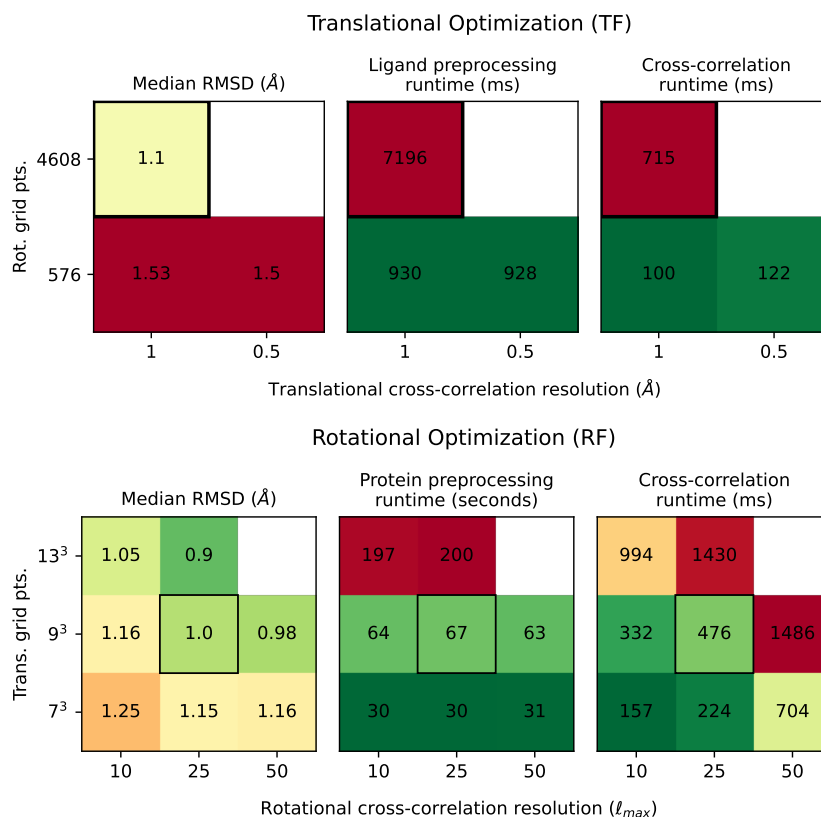 Translational Optimization (TF)
Median RMSD (Å)
Ligand preprocessing
runtime (ms)
Cross-correlation
runtime (ms)
Rot. grid pts.
4608
1.1
7196
715
576
1.53 1.5
930 928
100 122
1 0.5
1 0.5
1 0.5
Translational cross-correlation resolution (Å)
Rotational Optimization (RF)
Median RMSD (Å)
Protein preprocessing
runtime (seconds)
Cross-correlation
runtime (ms)
Trans. grid pts.
13³
1.05 0.9
197 200
994 1430
9³
1.16 1.0 0.98
64 67 63
332 476 1486
7³
1.25 1.15 1.16
30 30 31
157 224 704
10 25 50
10 25 50
10 25 50
Rotational cross-correlation resolution (ℓmax)